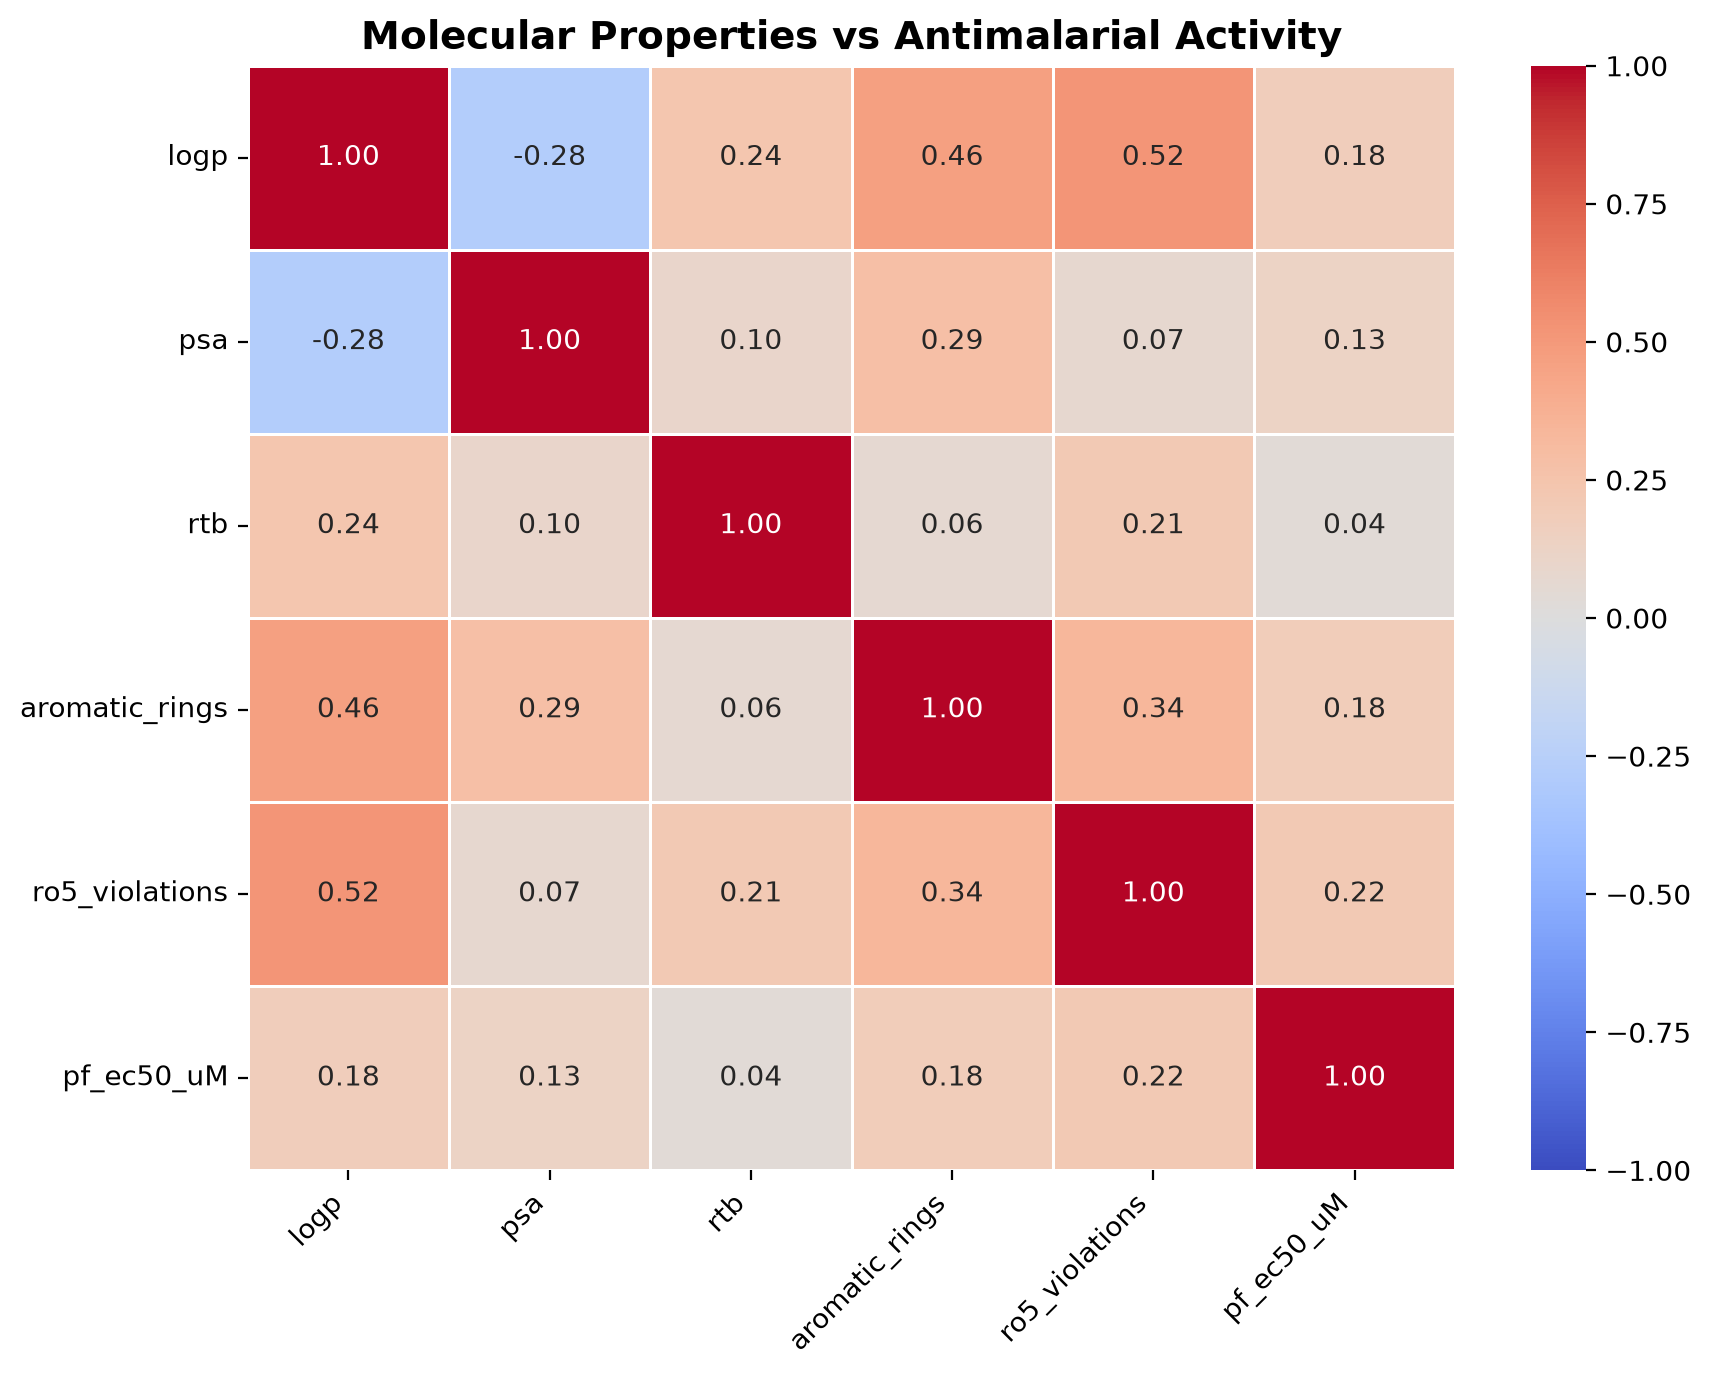 Molecular Properties vs Antimalarial Activity
logp 1.00 -0.28 0.24 0.46 0.52 0.18
psa -0.28 1.00 0.10 0.29 0.07 0.13
rtb 0.24 0.10 1.00 0.06 0.21 0.04
aromatic_rings 0.46 0.29 0.06 1.00 0.34 0.18
ro5_violations 0.52 0.07 0.21 0.34 1.00 0.22
pf_ec50_uM 0.18 0.13 0.04 0.18 0.22 1.00
logp psa rtb aromatic_rings ro5_violations pf_ec50_uM
1.00
0.75
0.50
0.25
0.00
−0.25
−0.50
−0.75
−1.00